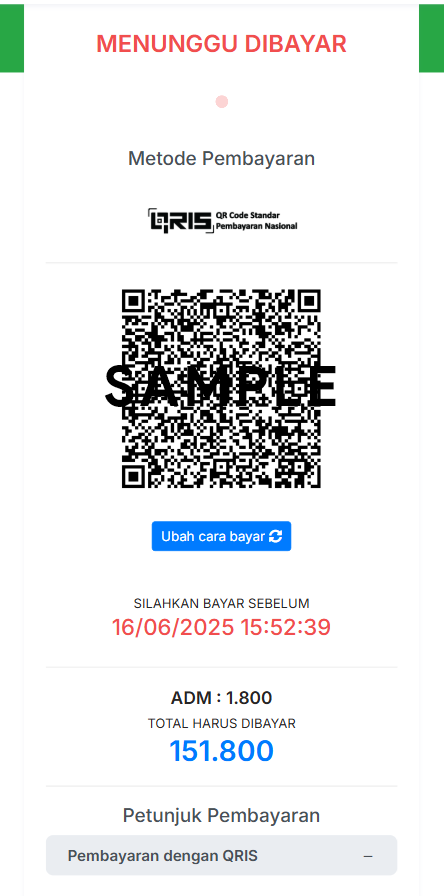 MENUNGGU DIBAYAR
Metode Pembayaran
QRIS QR Code Standar
Pembayaran Nasional
SAMPLE
Ubah cara bayar
SILAHKAN BAYAR SEBELUM
16/06/2025 15:52:39
ADM : 1.800
TOTAL HARUS DIBAYAR
151.800
Petunjuk Pembayaran
Pembayaran dengan QRIS −